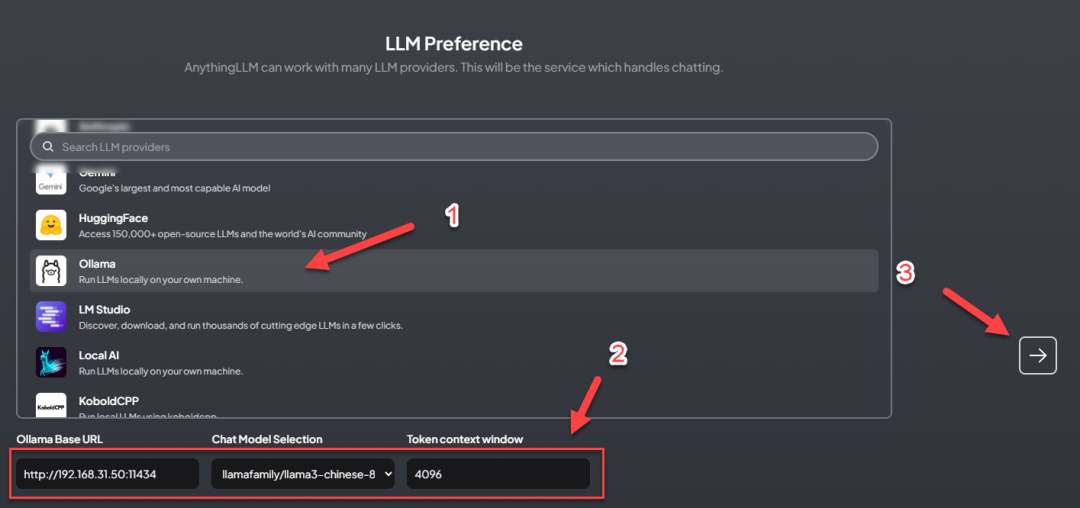 LLM Preference
AnythingLLM can work with many LLM providers. This will be the service which handles chatting.
Search LLM providers
Gemini
Gemini
Google's largest and most capable AI model
1
HuggingFace
Access 150,000+ open-source LLMs and the world's AI community
Ollama
Run LLMs locally on your own machine.
3
LM Studio
Discover, download, and run thousands of cutting edge LLMs in a few clicks.
2
Local AI
Run LLMs locally on your own machine.
KoboldCPP
KoboldCPP
Run local LLMs using koboldcpp.
Ollama Base URL
Chat Model Selection
Token context window
http://192.168.31.50:11434
llamafamily/llama3-chinese-8
4096